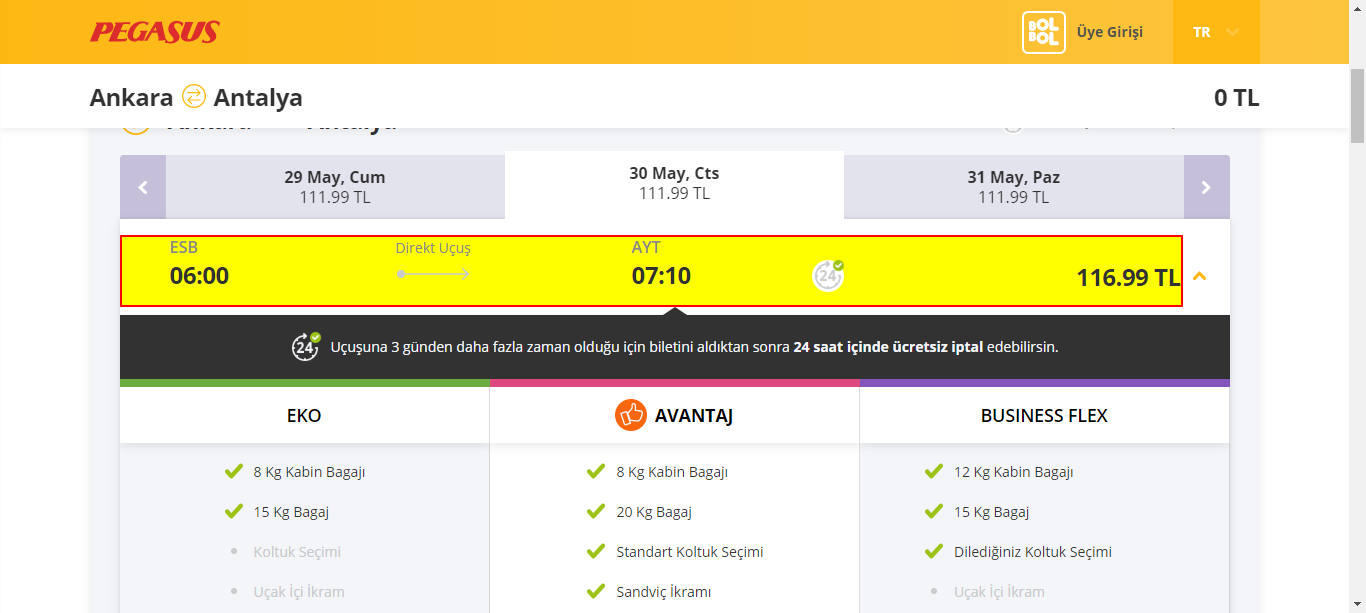 PEGASUS
BOL BOL
Üye Girişi
TR
Ankara Antalya
0 TL
Ankara Antalya
29 May, Cum
111.99 TL
30 May, Cts
111.99 TL
31 May, Paz
111.99 TL
ESB
Direkt Uçuş
AYT
06:00
07:10
24
116.99 TL
24
Uçuşuna 3 günden daha fazla zaman olduğu için biletini aldıktan sonra 24 saat içinde ücretsiz iptal edebilirsin.
EKO
AVANTAJ
BUSINESS FLEX
8 Kg Kabin Bagajı
8 Kg Kabin Bagajı
12 Kg Kabin Bagajı
15 Kg Bagaj
20 Kg Bagaj
15 Kg Bagaj
Koltuk Seçimi
Standart Koltuk Seçimi
Dilediğiniz Koltuk Seçimi
Uçak İçi İkram
Sandviç İkramı
Uçak İçi İkram